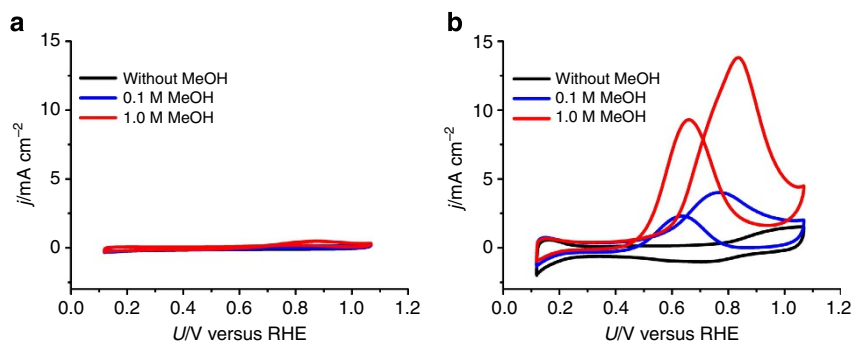 a
15
10
5
0
j/mA cm⁻²
Without MeOH
0.1 M MeOH
1.0 M MeOH
0.0 0.2 0.4 0.6 0.8 1.0 1.2
U/V versus RHE
b
15
10
5
0
j/mA cm⁻²
Without MeOH
0.1 M MeOH
1.0 M MeOH
0.0 0.2 0.4 0.6 0.8 1.0 1.2
U/V versus RHE